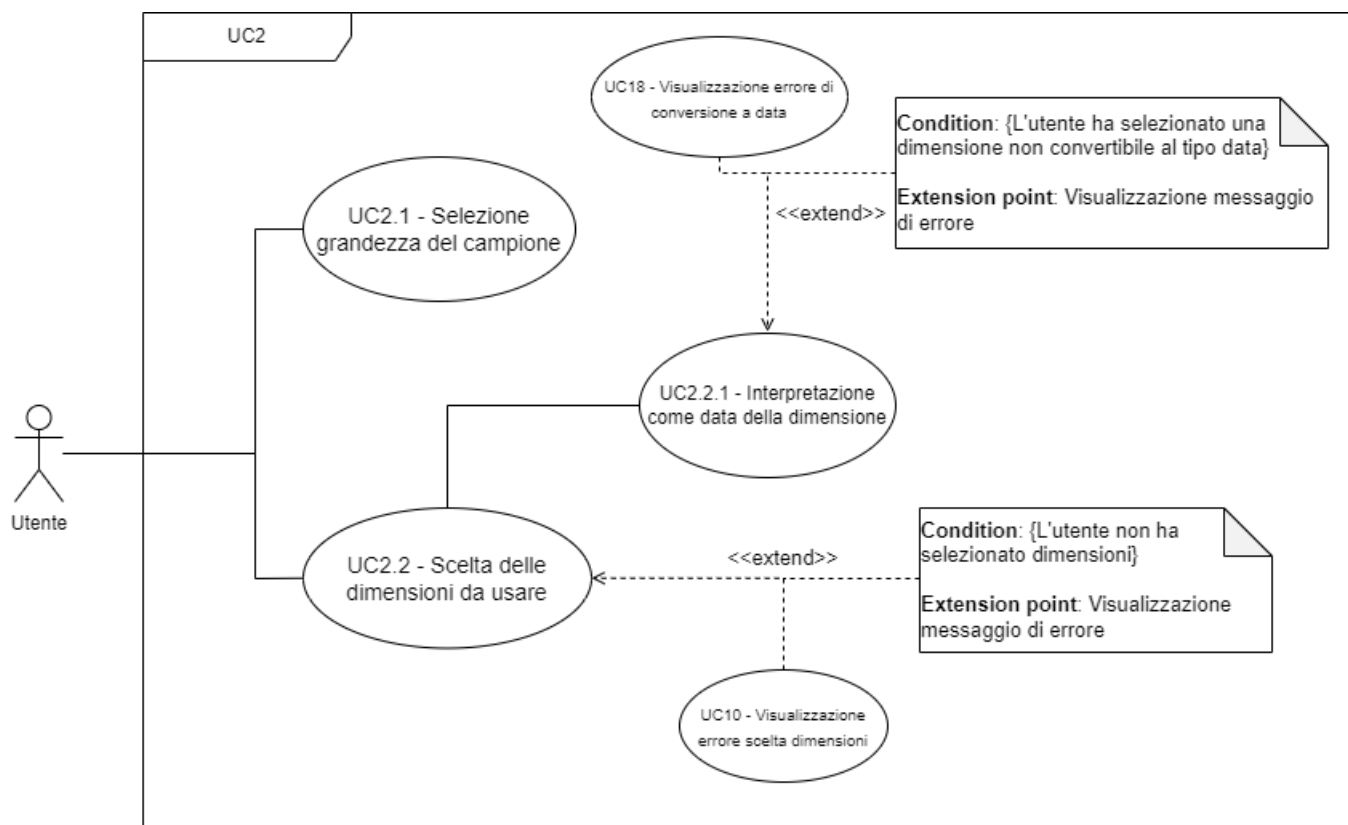 UC2
UC18 - Visualizzazione errore di
conversione a data
Condition: {L'utente ha selezionato una
dimensione non convertibile al tipo data}
Extension point: Visualizzazione messaggio
di errore
<<extend>>
UC2.1 - Selezione
grandezza del campione
UC2.2.1 - Interpretazione
come data della dimensione
Utente
UC2.2 - Scelta delle
dimensioni da usare
<<extend>>
Condition: {L'utente non ha
selezionato dimensioni}
Extension point: Visualizzazione
messaggio di errore
UC10 - Visualizzazione
errore scelta dimensioni